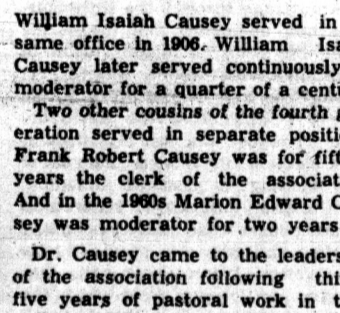 William Isaiah Causey served in
same office in 1906. William Isa
Causey later served continuously
moderator for a quarter of a centu
Two other cousins of the fourth g
eration served in separate positi
Frank Robert Causey was for fift
years the clerk of the associat
And in the 1960s Marion Edward C
sey was moderator for two years
Dr. Causey came to the leaders
of the association following thi
five years of pastoral work in t